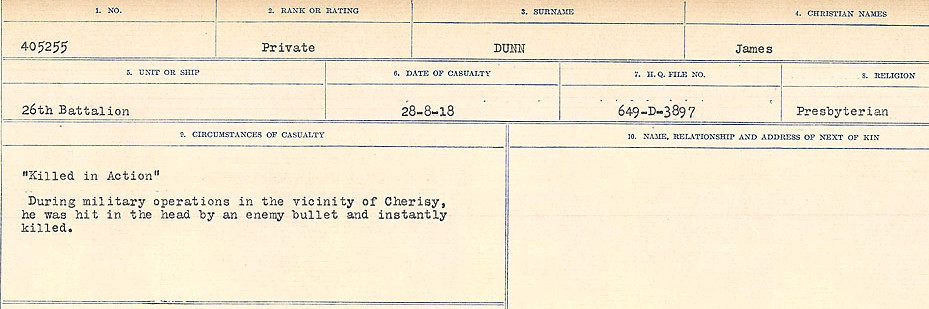 1. NO. 2. RANK OR RATING 3. SURNAME 4. CHRISTIAN NAMES
405255 Private DUNN James
5. UNIT OR SHIP 6. DATE OF CASUALTY 7. H.Q. FILE NO. 8. RELIGION
26th Battalion 28-8-18 649-D-3897 Presbyterian
9. CIRCUMSTANCES OF CASUALTY 10. NAME, RELATIONSHIP AND ADDRESS OF NEXT OF KIN
"Killed in Action"
During military operations in the vicinity of Cherisy,
he was hit in the head by an enemy bullet and instantly
killed.